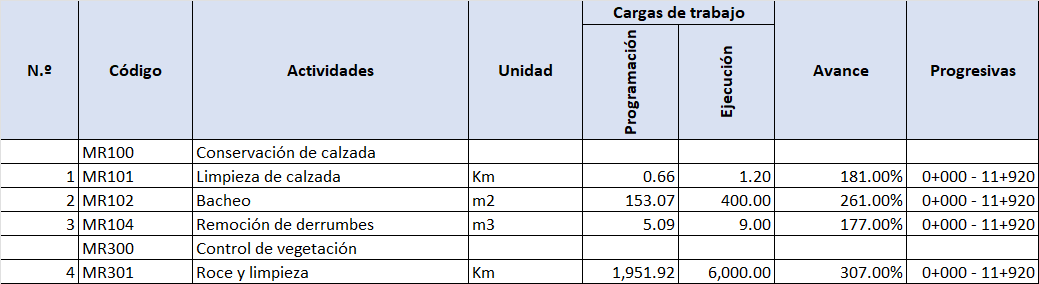 N.º Código Actividades Unidad Cargas de trabajo Avance Progresivas
Programación Ejecución
MR100 Conservación de calzada
1 MR101 Limpieza de calzada Km 0.66 1.20 181.00% 0+000 - 11+920
2 MR102 Bacheo m2 153.07 400.00 261.00% 0+000 - 11+920
3 MR104 Remoción de derrumbes m3 5.09 9.00 177.00% 0+000 - 11+920
MR300 Control de vegetación
4 MR301 Roce y limpieza Km 1,951.92 6,000.00 307.00% 0+000 - 11+920